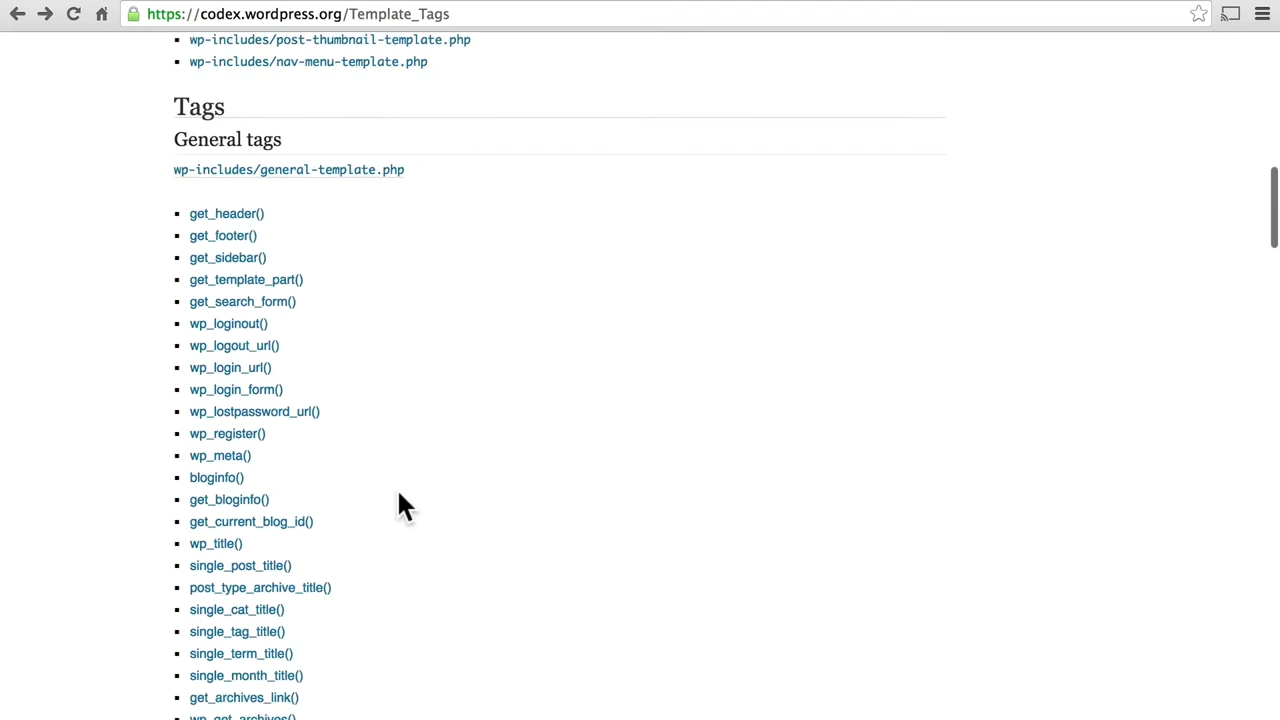 https://codex.wordpress.org/Template_Tags
wp-includes/post-thumbnail-template.php
wp-includes/nav-menu-template.php
Tags
General tags
wp-includes/general-template.php
get_header()
get_footer()
get_sidebar()
get_template_part()
get_search_form()
wp_loginout()
wp_logout_url()
wp_login_url()
wp_login_form()
wp_lostpassword_url()
wp_register()
wp_meta()
bloginfo()
get_bloginfo()
get_current_blog_id()
wp_title()
single_post_title()
post_type_archive_title()
single_cat_title()
single_tag_title()
single_term_title()
single_month_title()
get_archives_link()
wp_get_archives()